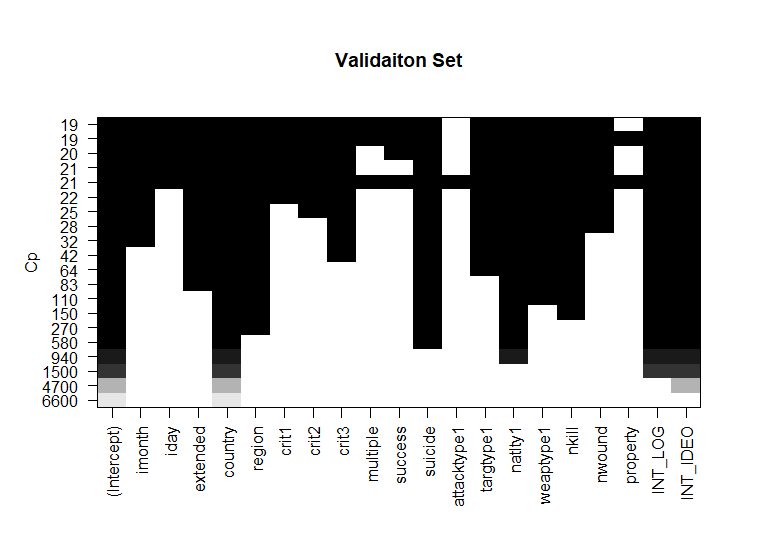 Validaiton Set
Cp
19
19
20
21
21
22
25
28
32
42
64
83
110
150
270
580
940
1500
4700
6600
(Intercept)
imonth
iday
extended
country
region
crit1
crit2
crit3
multiple
success
suicide
attacktype1
targtype1
natlty1
weaptype1
nkill
nwound
property
INT_LOG
INT_IDEO